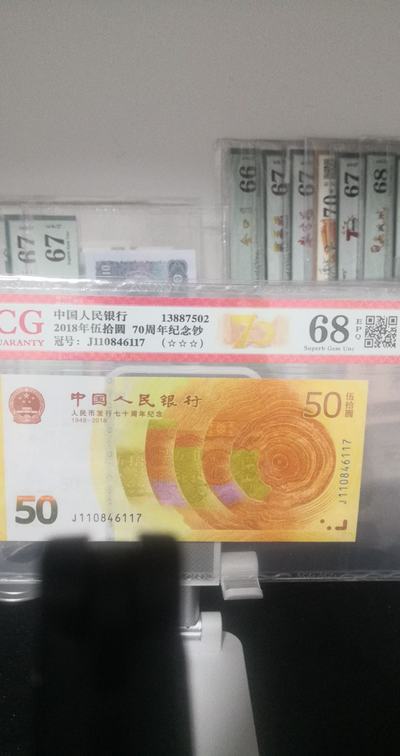 66
67
67
70
67
68
67
67
10
CG
UARANTY
中国人民银行 13887502
2018年伍拾圆 70周年纪念钞
冠号：J110846117 (☆☆☆)
70
68
EPQ
Superb Gem Unc
中国人民银行
人民币发行七十周年纪念
1948-2018
50
伍拾圆
J110846117
50
J110846117